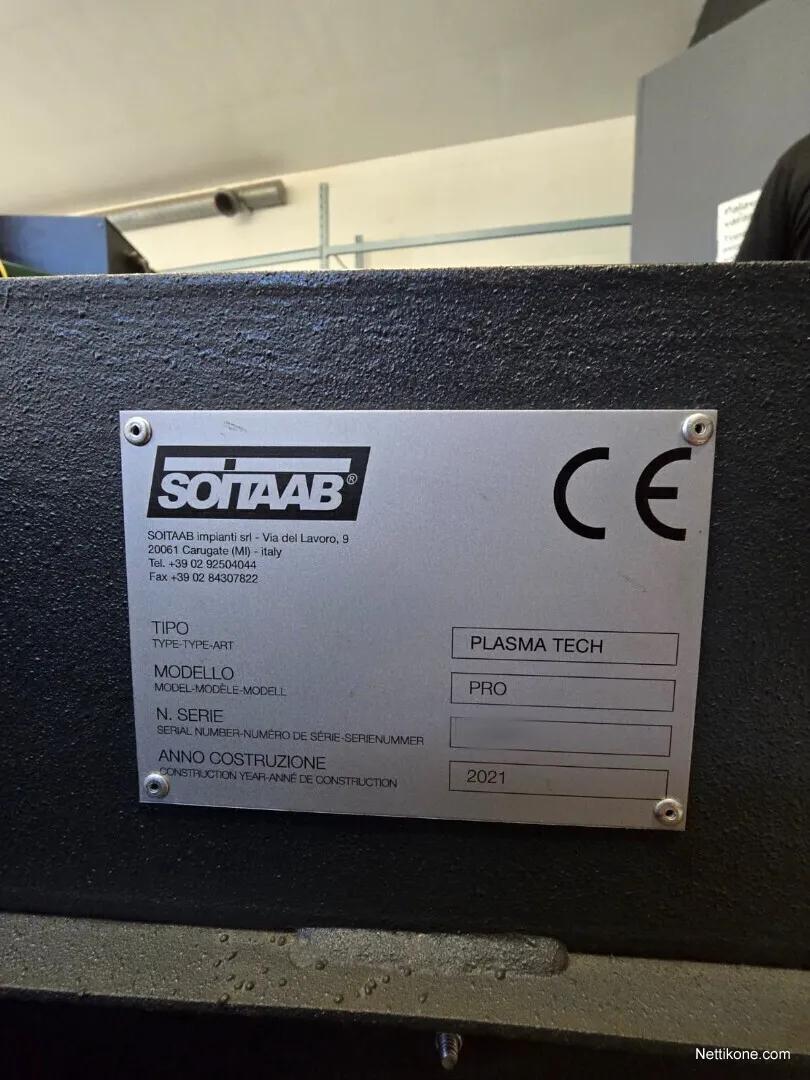 SOITAAB®
CE
SOITAAB impianti srl - Via del Lavoro, 9
20061 Carugate (MI) - italy
Tel. +39 02 92504044
Fax +39 02 84307822
TIPO
TYPE-TYPE-ART
PLASMA TECH
MODELLO
MODEL-MODÈLE-MODELL
PRO
N. SERIE
SERIAL NUMBER-NUMÉRO DE SÉRIE-SERIENUMMER
ANNO COSTRUZIONE
CONSTRUCTION YEAR-ANNÉ DE CONSTRUCTION
2021
Nettikone.com